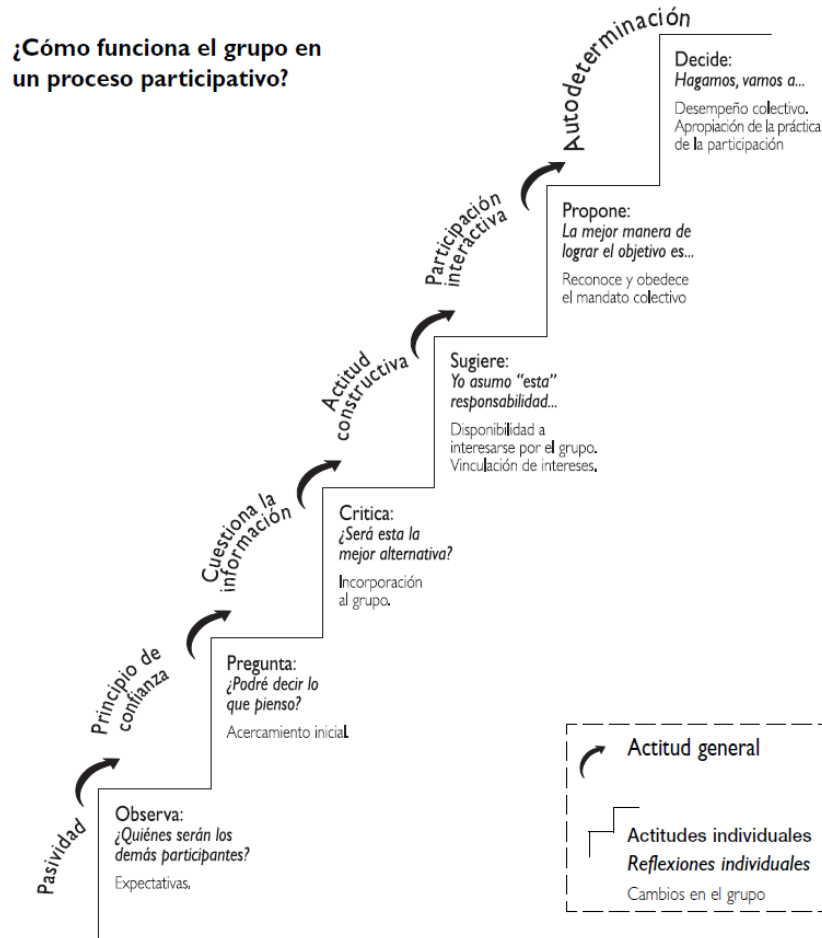 ¿Cómo funciona el grupo en
un proceso participativo?
Autodeterminación
Decide:
Hagamos, vamos a...
Desempeño colectivo.
Apropiación de la práctica
de la participación
Participación
interactiva
Propone:
La mejor manera de
lograr el objetivo es...
Reconoce y obedece
el mandato colectivo
Actitud
constructiva
Sugiere:
Yo asumo “esta”
responsabilidad...
Disponibilidad a
interesarse por el grupo.
Vinculación de intereses.
Cuestiona la
información
Critica:
¿Será esta la
mejor alternativa?
Incorporación
al grupo.
Principio de
confianza
Pregunta:
¿Podré decir lo
que pienso?
Acercamiento inicial.
Pasividad
Observa:
¿Quiénes serán los
demás participantes?
Expectativas.
Actitud general
Actitudes individuales
Reflexiones individuales
Cambios en el grupo